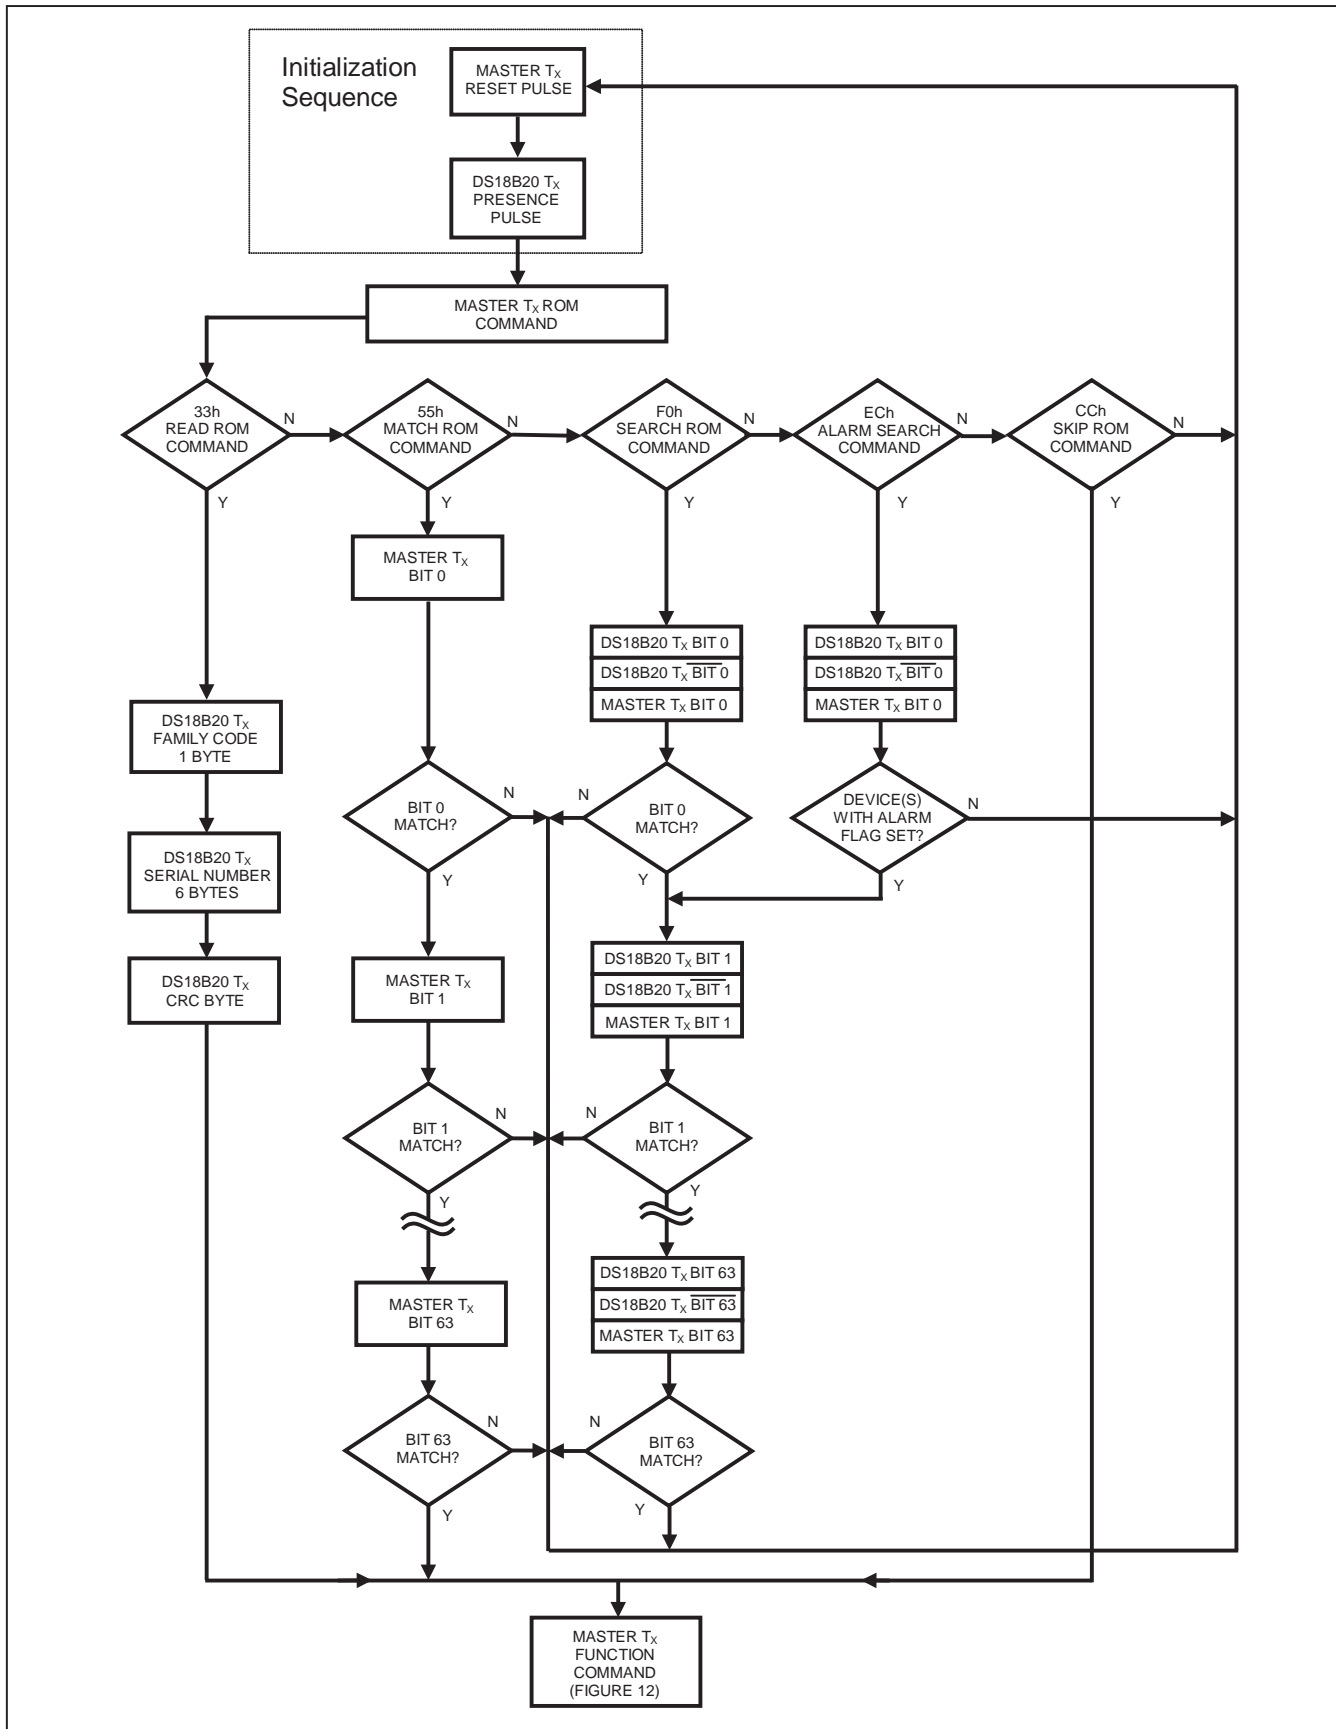 Initialization
Sequence
MASTER TX
RESET PULSE
DS18B20 TX
PRESENCE
PULSE
MASTER TX ROM
COMMAND
33h
READ ROM
COMMAND
N
Y
55h
MATCH ROM
COMMAND
N
Y
F0h
SEARCH ROM
COMMAND
N
Y
ECh
ALARM SEARCH
COMMAND
N
Y
CCh
SKIP ROM
COMMAND
N
Y
MASTER TX
BIT 0
DS18B20 TX BIT 0
DS18B20 TX BIT 0
MASTER TX BIT 0
DS18B20 TX BIT 0
DS18B20 TX BIT 0
MASTER TX BIT 0
DS18B20 TX
FAMILY CODE
1 BYTE
BIT 0
MATCH?
N
Y
N
BIT 0
MATCH?
Y
DEVICE(S)
WITH ALARM
FLAG SET?
N
Y
DS18B20 TX
SERIAL NUMBER
6 BYTES
DS18B20 TX
CRC BYTE
MASTER TX
BIT 1
DS18B20 TX BIT 1
DS18B20 TX BIT 1
MASTER TX BIT 1
BIT 1
MATCH?
N
Y
N
BIT 1
MATCH?
Y
MASTER TX
BIT 63
DS18B20 TX BIT 63
DS18B20 TX BIT 63
MASTER TX BIT 63
BIT 63
MATCH?
N
Y
N
BIT 63
MATCH?
Y
MASTER TX
FUNCTION
COMMAND
(FIGURE 12)